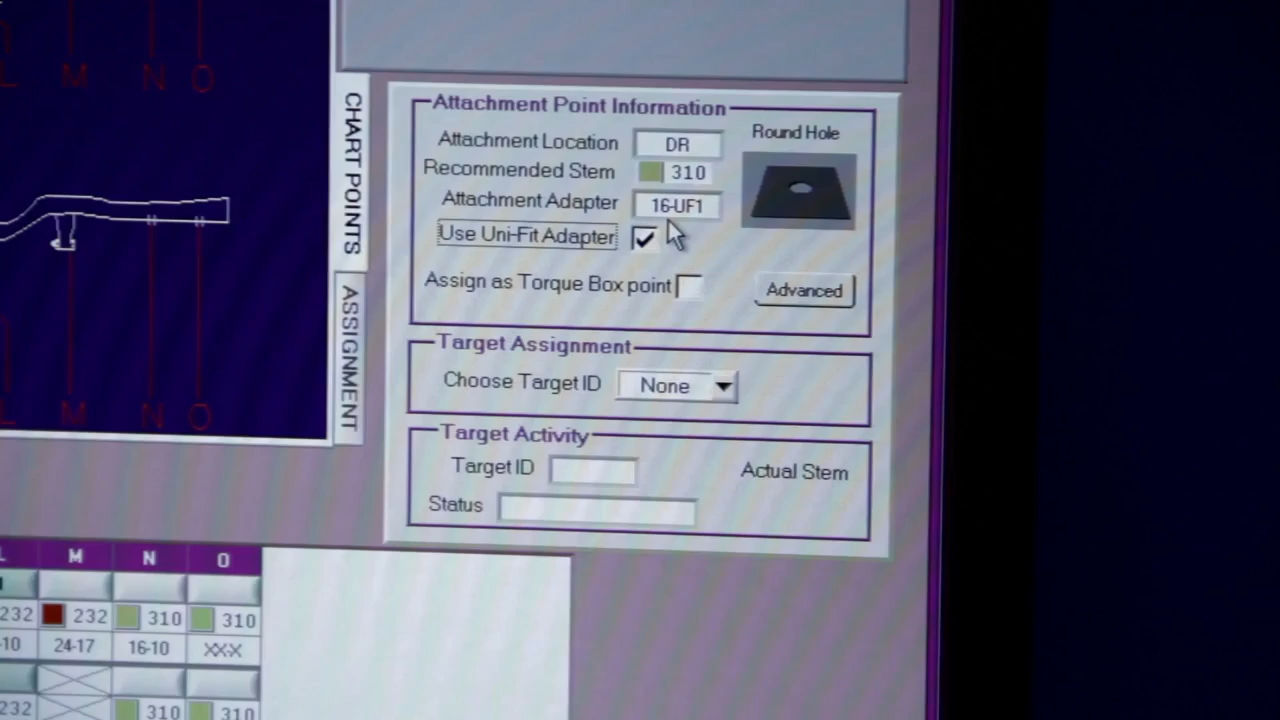 L M N O
CHART POINTS
ASSIGNMENT
Attachment Point Information
Attachment Location DR
Round Hole
Recommended Stem 310
Attachment Adapter 16-UF1
Use Uni-Fit Adapter
Assign as Torque Box point
Advanced
Target Assignment
Choose Target ID None
Target Activity
Target ID
Actual Stem
Status
L M N O
M N O
232 232 310 310
-10 24-17 16-10 XX-X
232 310 310